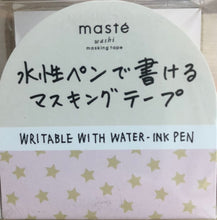 masté
washi
masking tape
水性ペンで書ける
マスキングテープ
WRITABLE WITH WATER-INK PEN